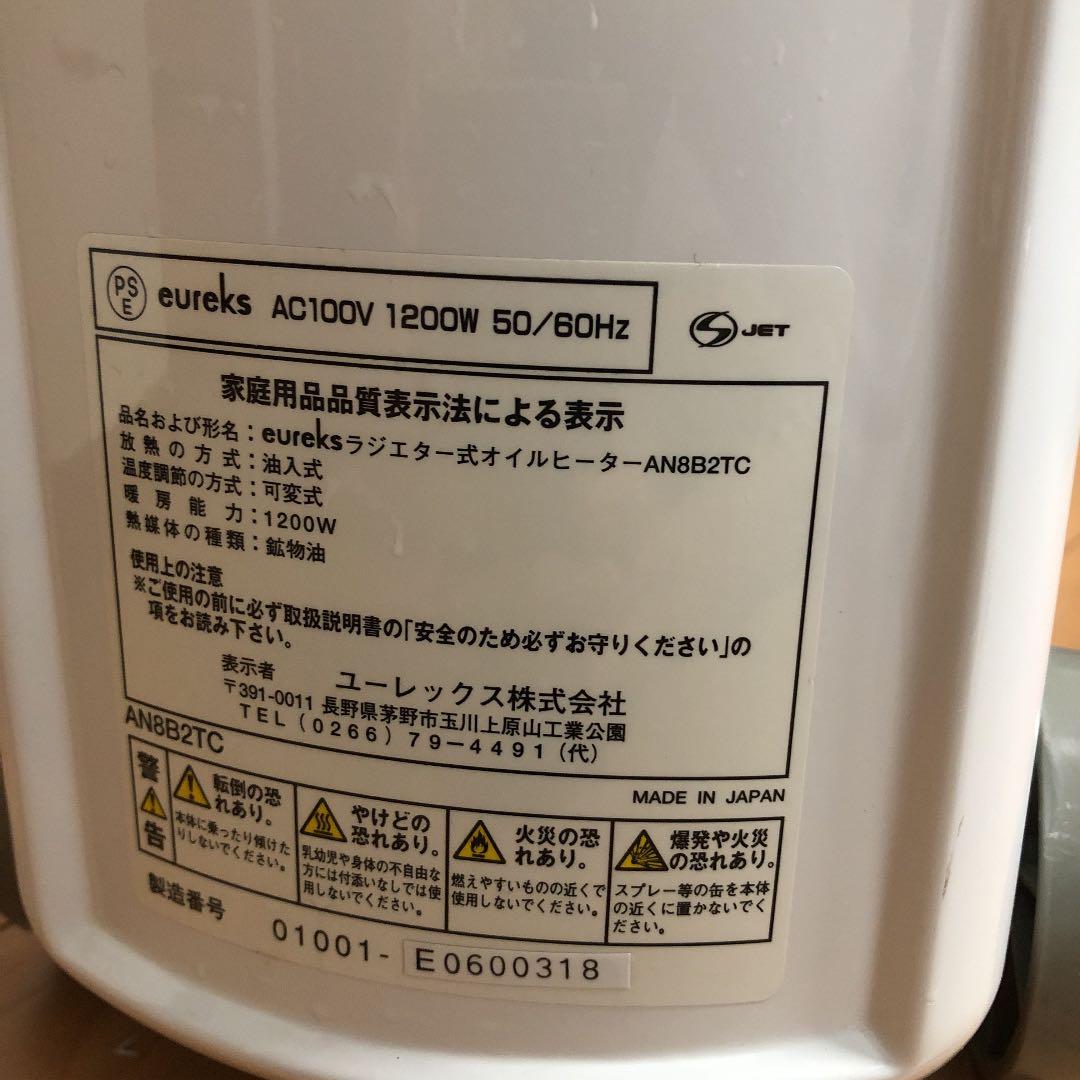 PSE eureks AC100V 1200W 50/60Hz
JET
家庭用品品質表示法による表示
品名および形名：eureksラジエター式オイルヒーターAN8B2TC
放熱の方式：油入式
温度調節の方式：可変式
暖房能力：1200W
熱媒体の種類：鉱物油
使用上の注意
※ご使用の前に必ず取扱説明書の「安全のため必ずお守りください」の
項をお読み下さい。
表示者 ユーレックス株式会社
〒391-0011 長野県茅野市玉川上原山工業公園
TEL（0266）79−4491（代）
AN8B2TC
MADE IN JAPAN
警告
転倒の恐
れあり。
本体に乗ったり傾けた
りしないでください。
やけどの
恐れあり。
乳幼児や身体の不自由な
方には付添いなしでは使
用しないでください。
火災の恐
れあり。
燃えやすいものの近くで
使用しないでください。
爆発や火災
の恐れあり。
スプレー等の缶を本体
の近くに置かないでく
ださい。
製造番号
01001-E0600318